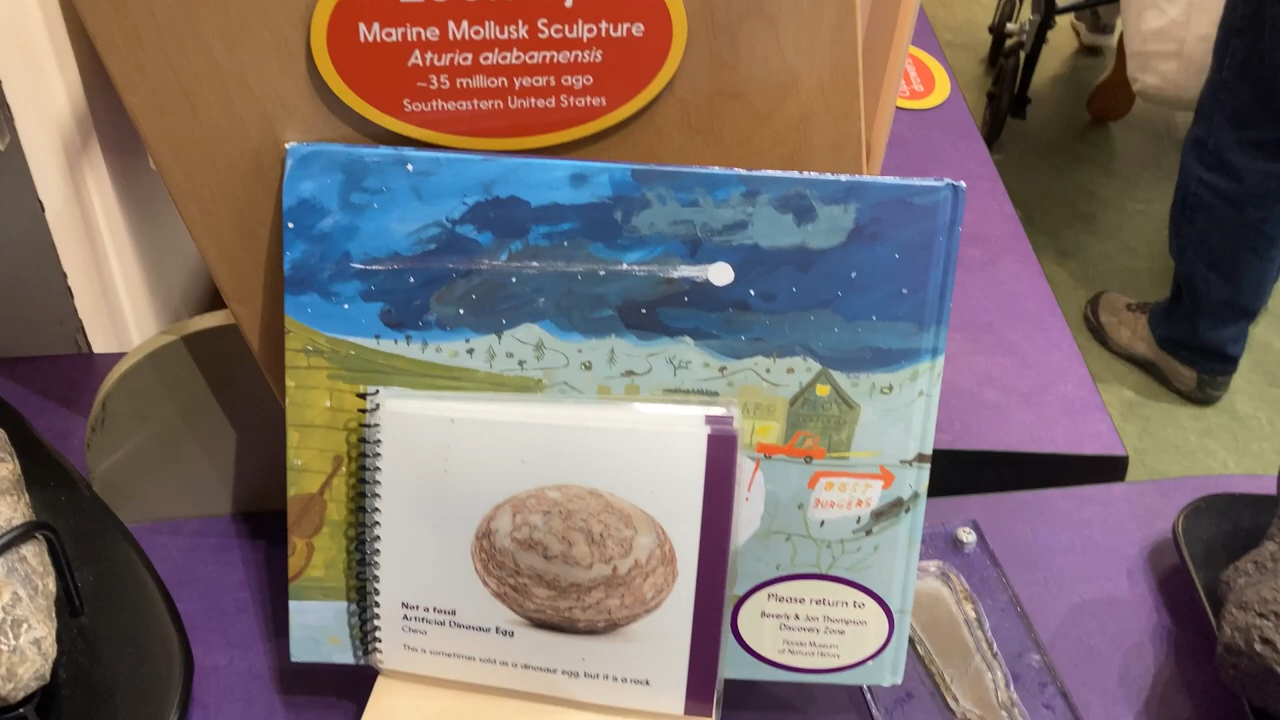 Marine Mollusk Sculpture
Aturia alabamensis
~35 million years ago
Southeastern United States
BEST
BURGERS
Not a fossil
Artificial Dinosaur Egg
China
This is sometimes sold as a dinosaur egg, but it is a rock.
Please return to
Beverly & Jon Thompson
Discovery Zone
Florida Museum
of Natural History